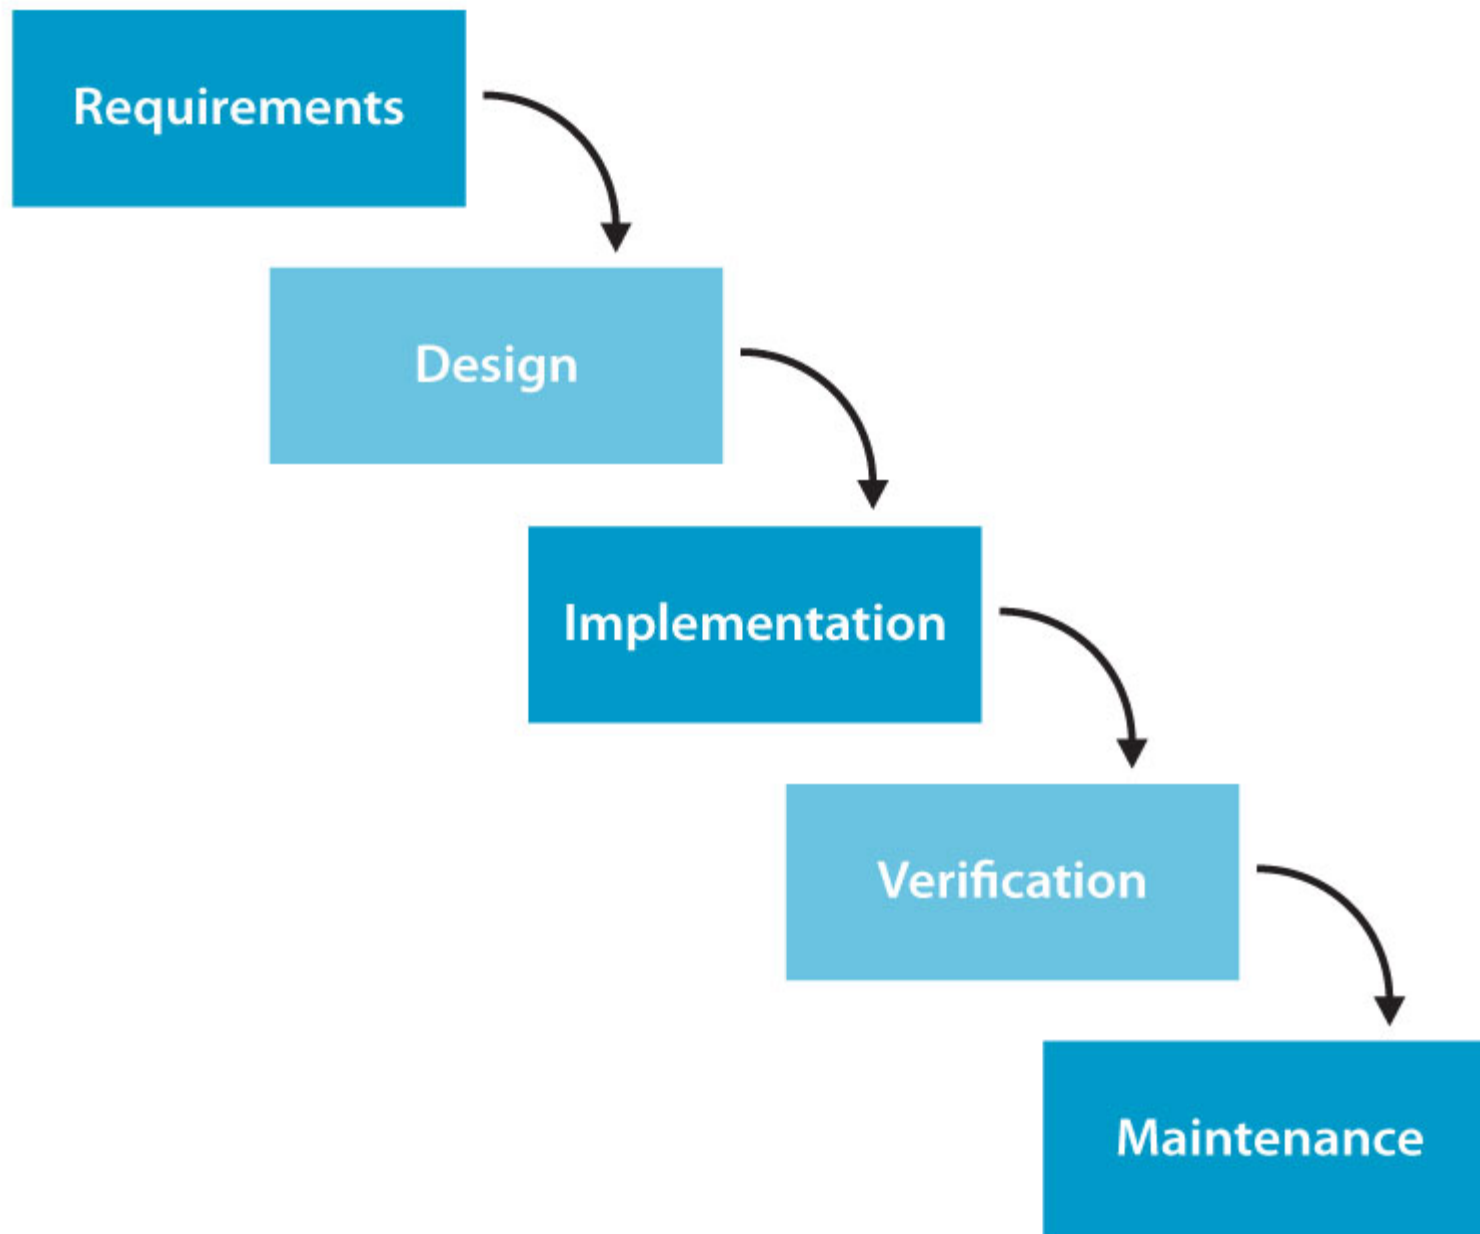 Requirements
Design
Implementation
Verification
Maintenance